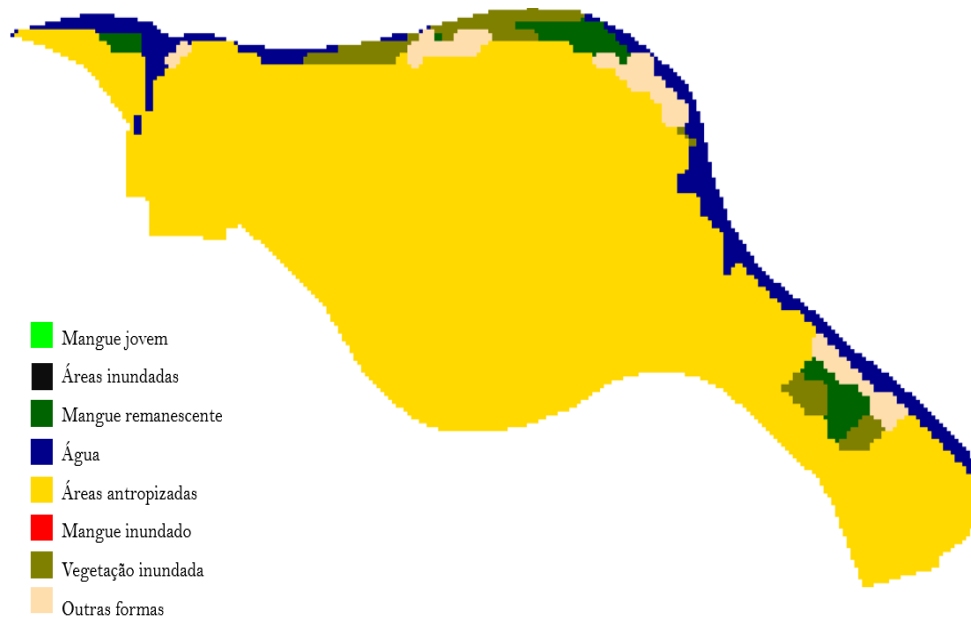 Mangue jovem
Áreas inundadas
Mangue remanescente
Água
Áreas antropizadas
Mangue inundado
Vegetação inundada
Outras formas